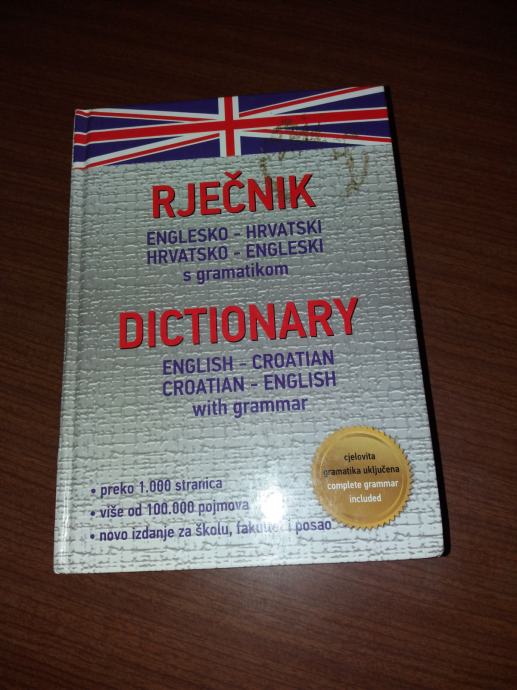 RJEČNIK
ENGLESKO - HRVATSKI
HRVATSKO - ENGLESKI
s gramatikom
DICTIONARY
ENGLISH - CROATIAN
CROATIAN - ENGLISH
with grammar
cjelovita
gramatika uključena
complete grammar
included
• preko 1.000 stranica
• više od 100.000 pojmova
• novo izdanje za školu, fakultet i posao